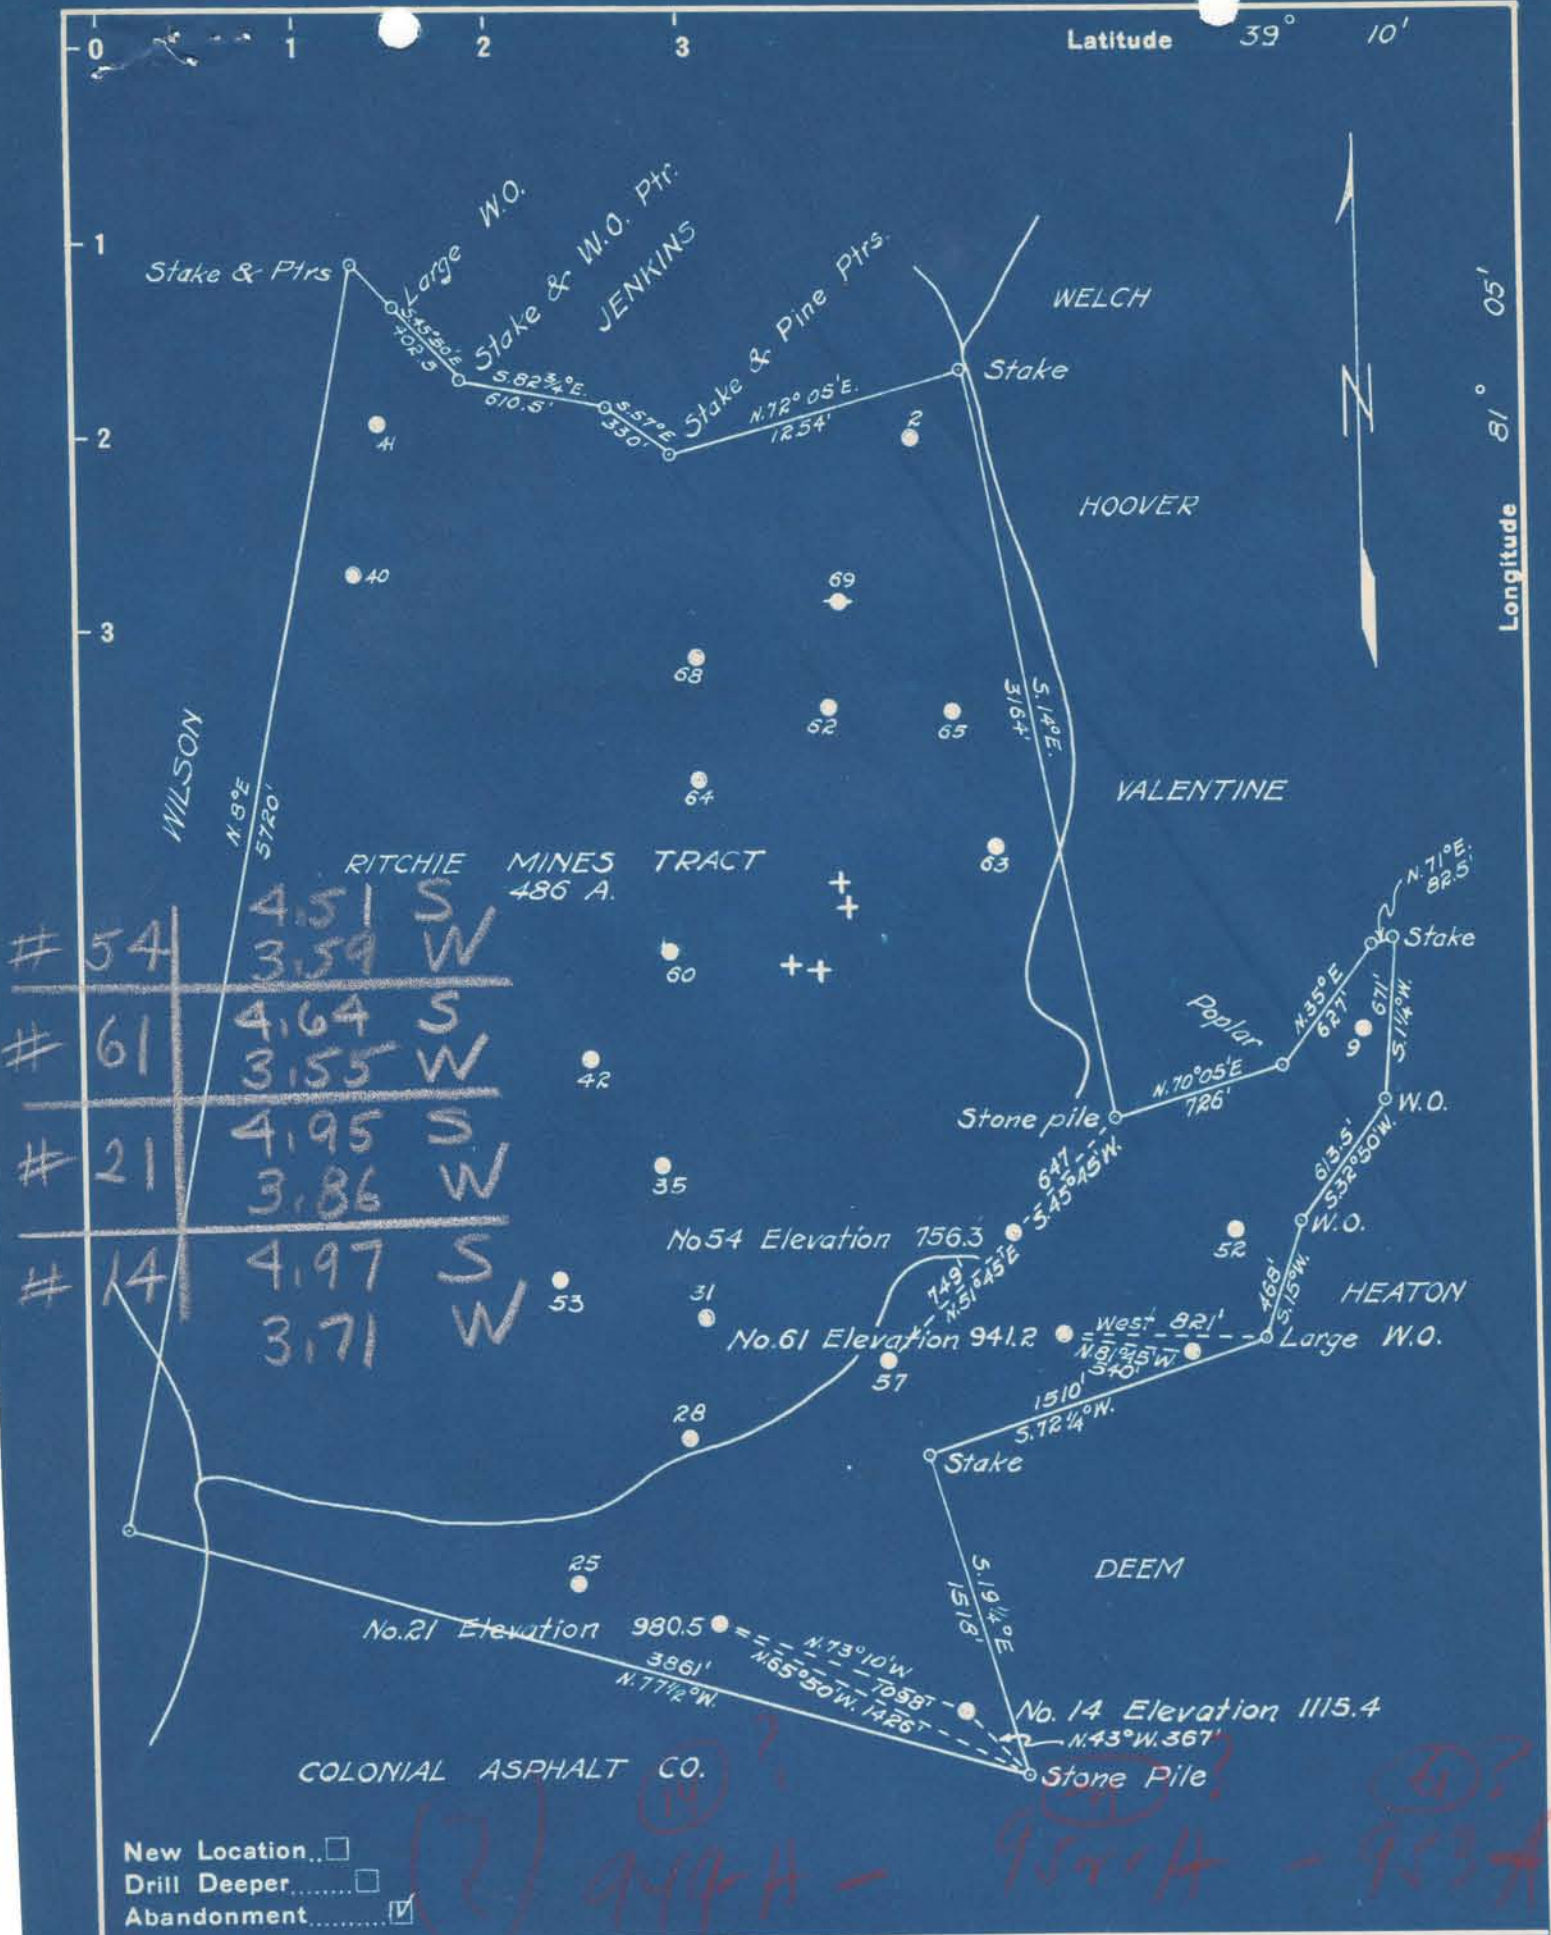 0 1 2 3 Latitude 39° 10'
1
2
3
Longitude 81° 05'
Stake & Ptrs
Large W.O.
S.45°50'E
402.5
Stake & W.O. Ptr.
JENKINS
S.82¾°E.
610.5'
S.57°E
330'
Stake & Pine Ptrs.
N.72°05'E.
1254'
WELCH
Stake
2
41
HOOVER
N
40
69
68
62
65
S.14°E.
3164'
WILSON
N.8°E
5720'
64
VALENTINE
63
RITCHIE MINES TRACT
486 A.
N.71°E.
82.5'
Stake
# 54 4.51 S
3.59 W
# 61 4.64 S
3.55 W
# 21 4.95 S
3.86 W
# 14 4.97 S
3.71 W
60
42
Poplar
N.35°E
627'
671'
S.1¼°W.
9
N.70°05'E
726'
Stone pile
W.O.
647
S.45°45'W.
613.5'
S.32°50'W.
35
No54 Elevation 756.3
52
W.O.
749'
N.51°45'E
468'
S.15°W.
HEATON
53
31
No.61 Elevation 941.2
West 821'
N.81°45'W
540'
Large W.O.
57
1510'
S.72¼°W.
28
Stake
25
DEEM
S.19¼°E
1518'
No.21 Elevation 980.5
N.73°10'W
1098'
N.65°50'W. 1426'
3861'
N.77½°W.
No. 14 Elevation 1115.4
N.43°W. 367'
Stone Pile
COLONIAL ASPHALT CO.
(?) 14 ?
949 A -
?
- 953 A
?
New Location..
Drill Deeper........
Abandonment.........